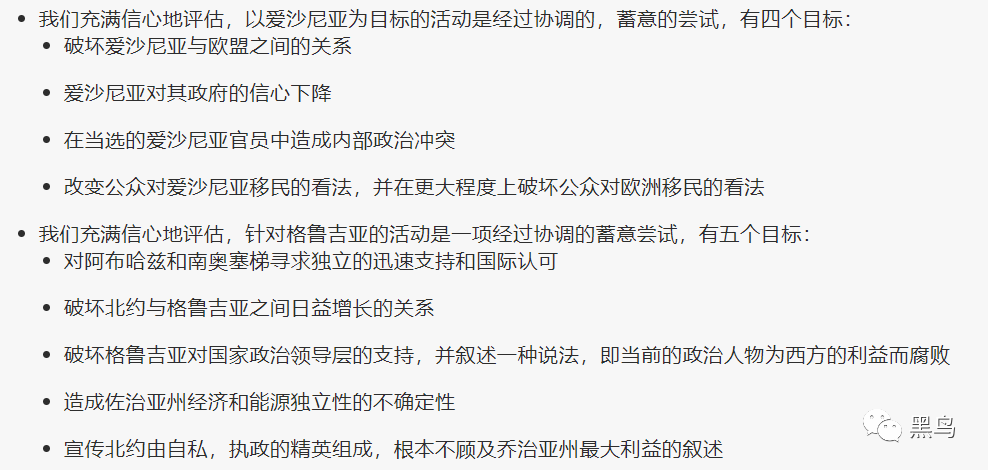 我们充满信心地评估，以爱沙尼亚为目标的活动是经过协调的，蓄意的尝试，有四个目标：
破坏爱沙尼亚与欧盟之间的关系
爱沙尼亚对其政府的信心下降
在当选的爱沙尼亚官员中造成内部政治冲突
改变公众对爱沙尼亚移民的看法，并在更大程度上破坏公众对欧洲移民的看法
我们充满信心地评估，针对格鲁吉亚的活动是一项经过协调的蓄意尝试，有五个目标：
对阿布哈兹和南奥塞梯寻求独立的迅速支持和国际认可
破坏北约与格鲁吉亚之间日益增长的关系
破坏格鲁吉亚对国家政治领导层的支持，并叙述一种说法，即当前的政治人物为西方的利益而腐败
造成佐治亚州经济和能源独立性的不确定性
宣传北约由自私，执政的精英组成，根本不顾及乔治亚州最大利益的叙述
黑鸟